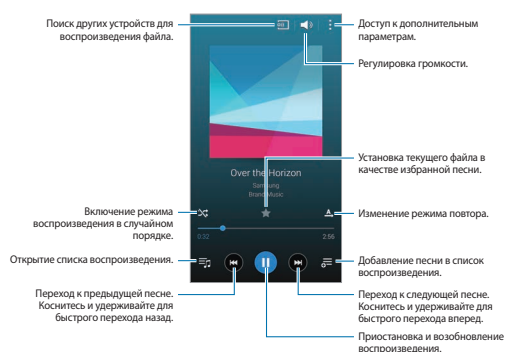 Поиск других устройств для
воспроизведения файла.
Доступ к дополнительным
параметрам.
Регулировка громкости.
Over the Horizon
Samsung
Brand Music
Установка текущего файла в
качестве избранной песни.
Включение режима
воспроизведения в случайном
порядке.
Изменение режима повтора.
0:32
2:56
Открытие списка воспроизведения.
Добавление песни в список
воспроизведения.
Переход к предыдущей песне.
Коснитесь и удерживайте для
быстрого перехода назад.
Переход к следующей песне.
Коснитесь и удерживайте для
быстрого перехода вперед.
Приостановка и возобновление
воспроизведения.